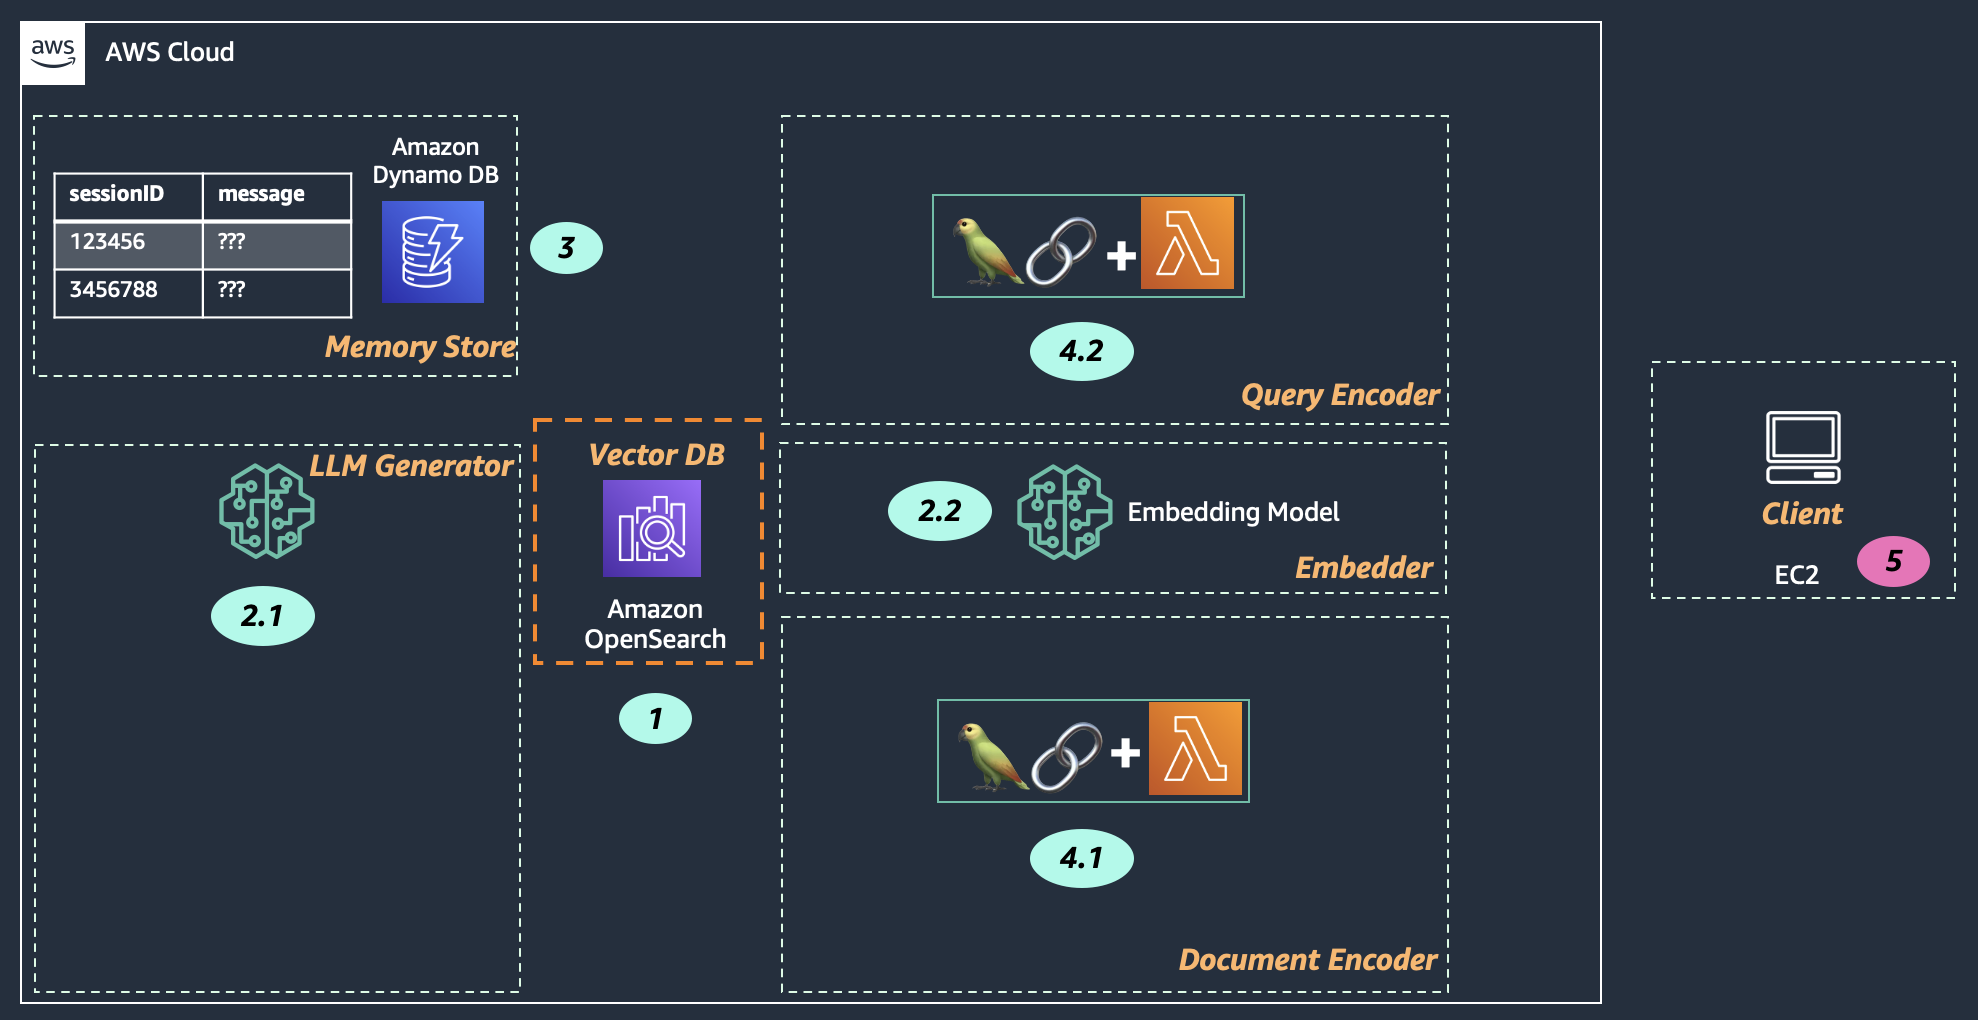 aws
AWS Cloud
Amazon
Dynamo DB
sessionID message
123456 ???
3456788 ???
3
Memory Store
4.2
Query Encoder
LLM Generator
2.1
Vector DB
Amazon
OpenSearch
1
2.2 Embedding Model
Embedder
4.1
Document Encoder
Client
EC2
5